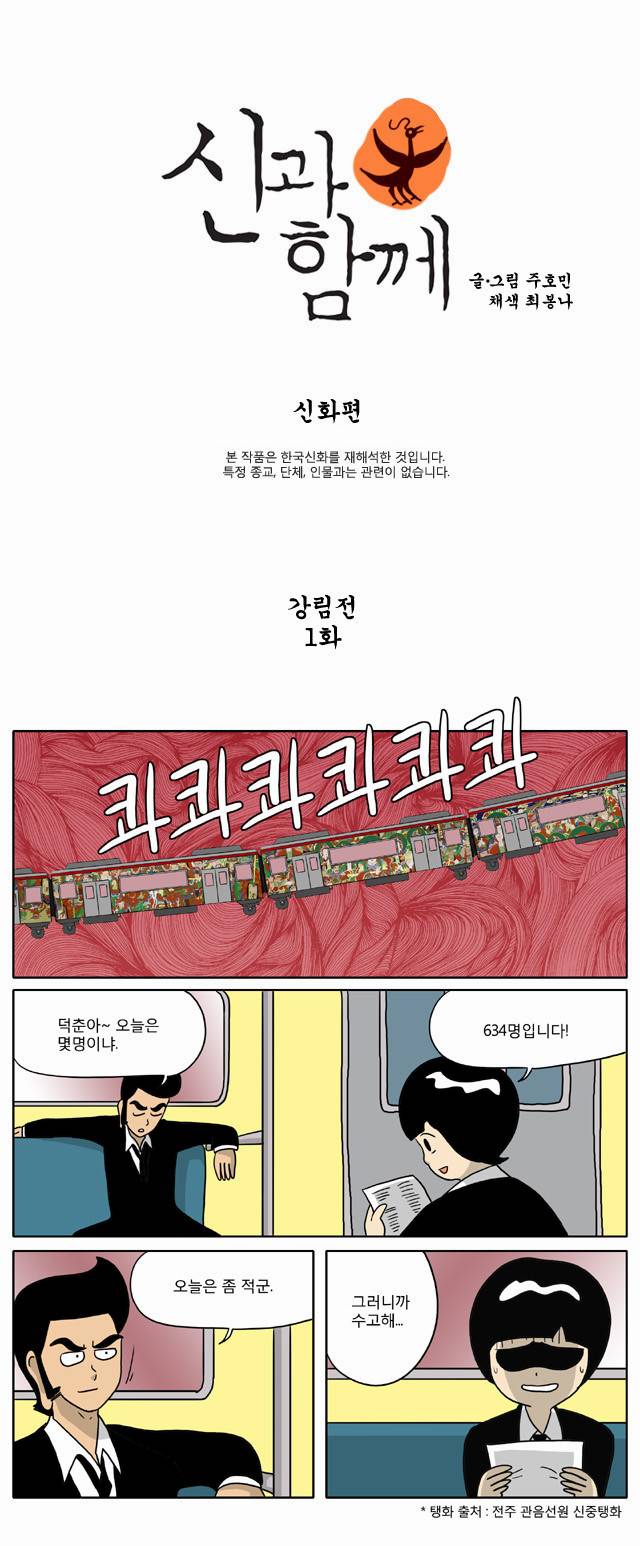 신과
함께
글·그림 주호민
채색 최봉나
신화편
본 작품은 한국신화를 재해석한 것입니다.
특정 종교, 단체, 인물과는 관련이 없습니다.
강림전
1화
콰콰콰콰콰콰
덕춘아~ 오늘은
몇명이냐.
634명입니다!
오늘은 좀 적군.
그러니까
수고해...
* 탱화 출처 : 전주 관음선원 신중탱화